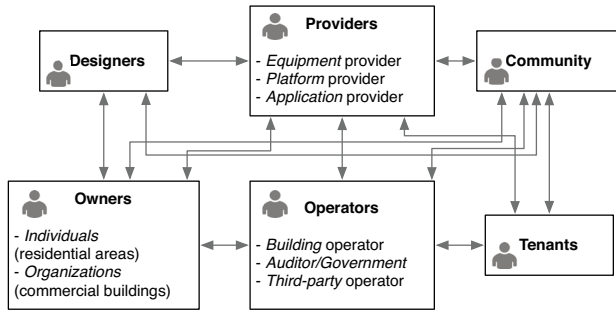 Designers
Providers
- Equipment provider
- Platform provider
- Application provider
Community
Owners
- Individuals
(residential areas)
- Organizations
(commercial buildings)
Operators
- Building operator
- Auditor/Government
- Third-party operator
Tenants